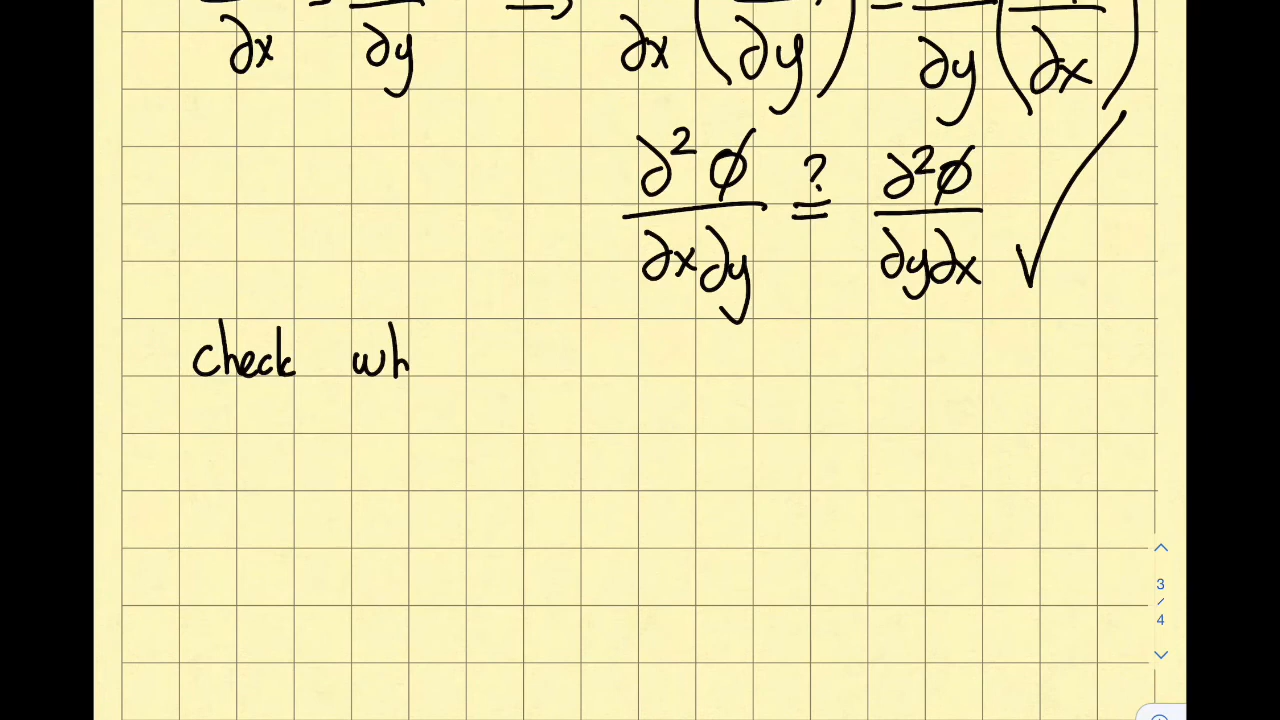 ∂x = ∂y ⟹ ∂x (∂y) = ∂y (∂x)
∂²φ/∂x∂y ≟ ∂²φ/∂y∂x ✓
check wh
3
/
4